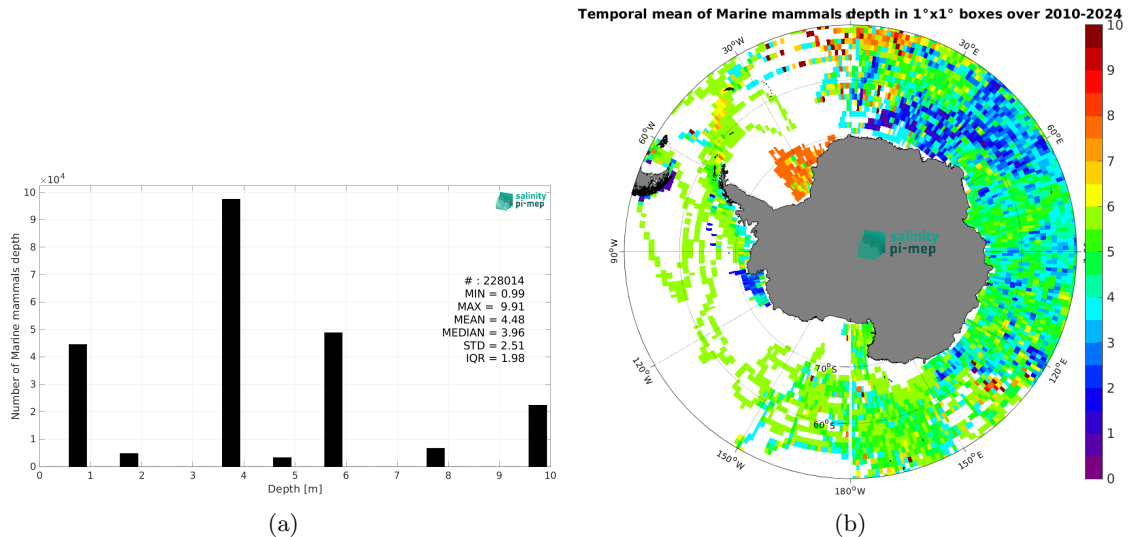 Temporal mean of Marine mammals depth in 1°x1° boxes over 2010-2024
×10⁴
10
9
8
7
6
5
4
3
2
1
0
Number of Marine mammals depth
0 1 2 3 4 5 6 7 8 9 10
Depth [m]
salinity
pi-mep
# : 228014
MIN = 0.99
MAX = 9.91
MEAN = 4.48
MEDIAN = 3.96
STD = 2.51
IQR = 1.98
(a)
30°W
30°E
60°W
60°E
90°W
120°W
120°E
150°W
150°E
180°W
70°S
60°S
salinity
pi-mep
10
9
8
7
6
5
4
3
2
1
0
(b)